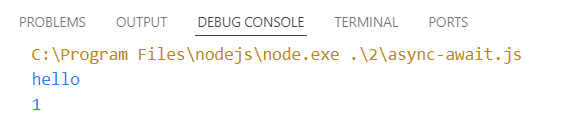 PROBLEMS OUTPUT DEBUG CONSOLE TERMINAL PORTS
C:\Program Files\nodejs\node.exe .\2\async-await.js
hello
1